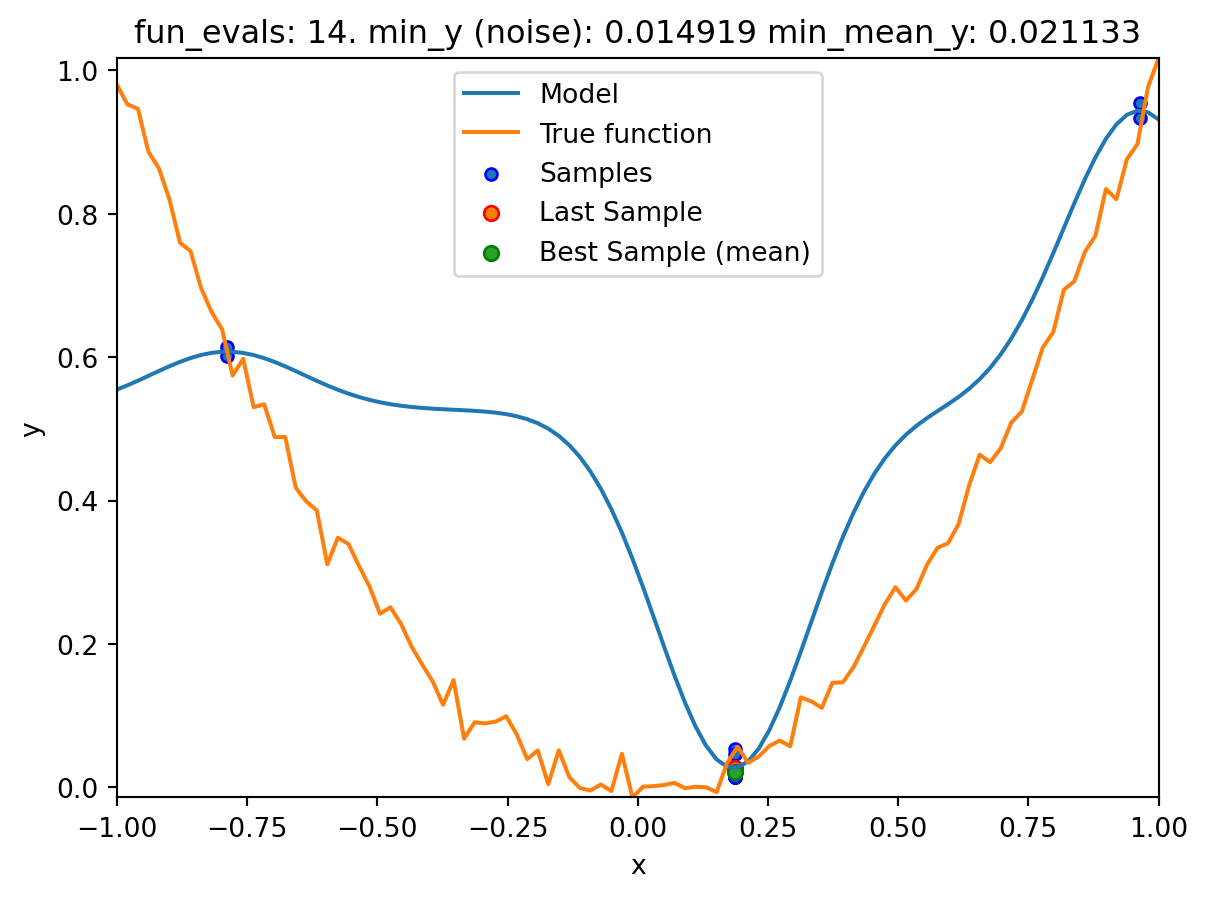 fun_evals: 14. min_y (noise): 0.014919 min_mean_y: 0.021133
Model
True function
Samples
Last Sample
Best Sample (mean)
1.0
0.8
0.6
0.4
0.2
0.0
y
−1.00 −0.75 −0.50 −0.25 0.00 0.25 0.50 0.75 1.00
x